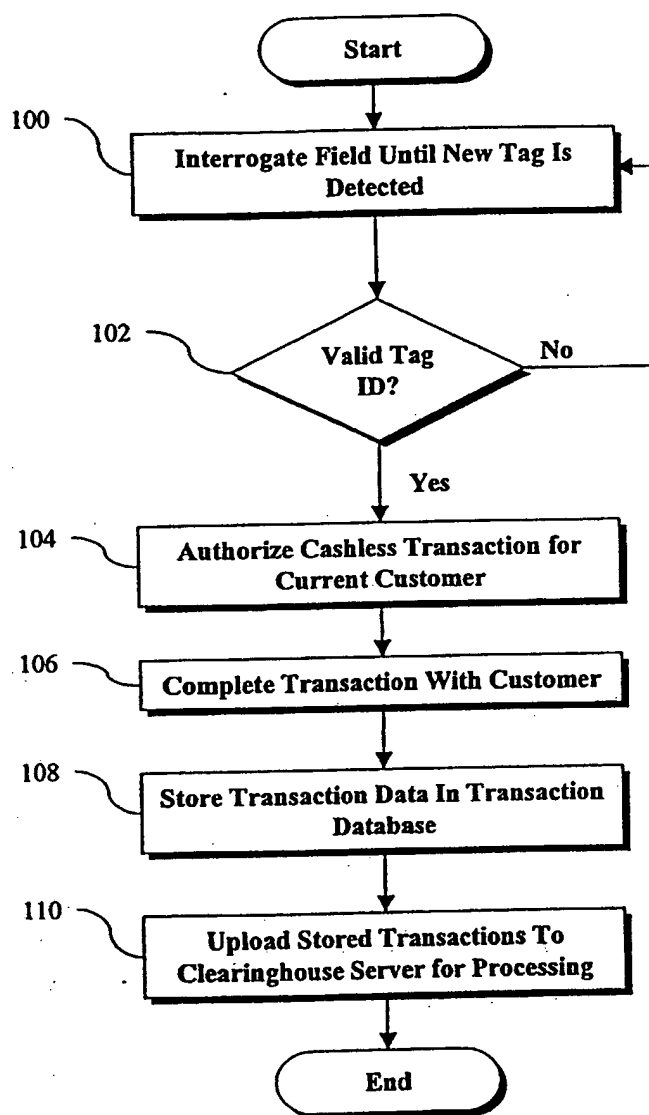 Start
100
Interrogate Field Until New Tag Is
Detected
102
Valid Tag
ID?
No
Yes
104
Authorize Cashless Transaction for
Current Customer
106
Complete Transaction With Customer
108
Store Transaction Data In Transaction
Database
110
Upload Stored Transactions To
Clearinghouse Server for Processing
End